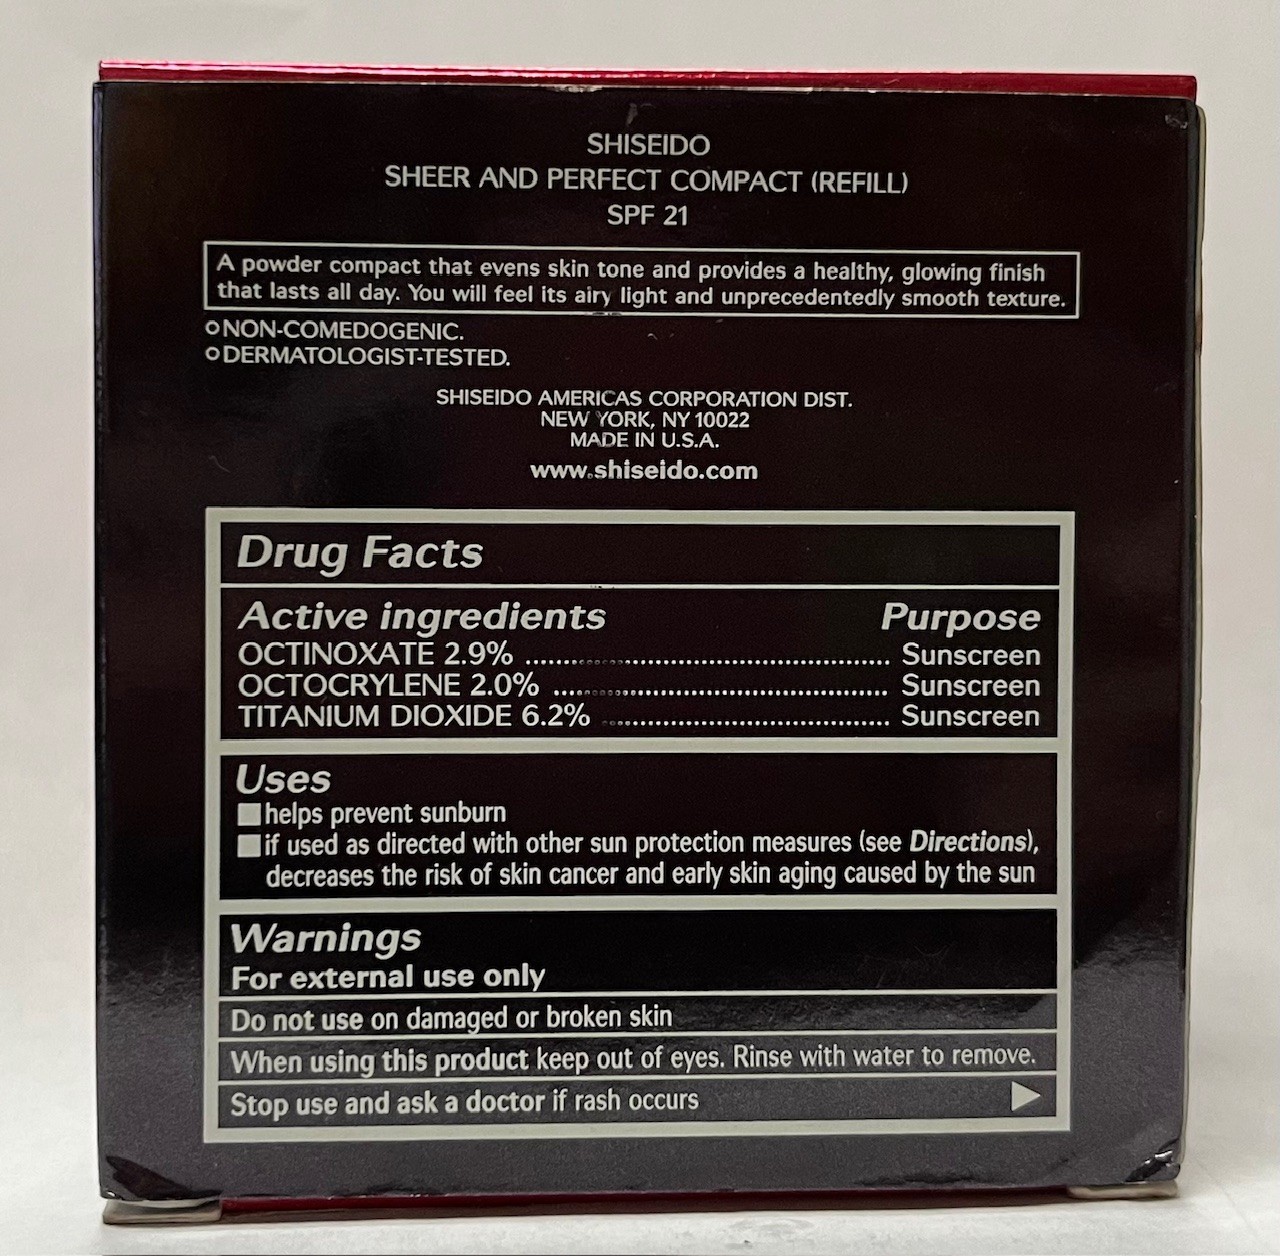 SHISEIDO
SHEER AND PERFECT COMPACT (REFILL)
SPF 21
A powder compact that evens skin tone and provides a healthy, glowing finish
that lasts all day. You will feel its airy light and unprecedentedly smooth texture.
○NON-COMEDOGENIC.
○DERMATOLOGIST-TESTED.
SHISEIDO AMERICAS CORPORATION DIST.
NEW YORK, NY 10022
MADE IN U.S.A.
www.shiseido.com
Drug Facts
Active ingredients Purpose
OCTINOXATE 2.9% ........................................ Sunscreen
OCTOCRYLENE 2.0% ..................................... Sunscreen
TITANIUM DIOXIDE 6.2% ............................... Sunscreen
Uses
■helps prevent sunburn
■if used as directed with other sun protection measures (see Directions),
decreases the risk of skin cancer and early skin aging caused by the sun
Warnings
For external use only
Do not use on damaged or broken skin
When using this product keep out of eyes. Rinse with water to remove.
Stop use and ask a doctor if rash occurs